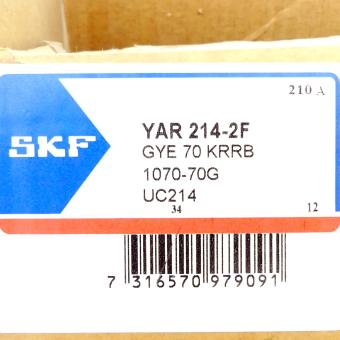 210 A
SKF
YAR 214-2F
GYE 70 KRRB
1070-70G
UC214
34 12
7 316570 979091